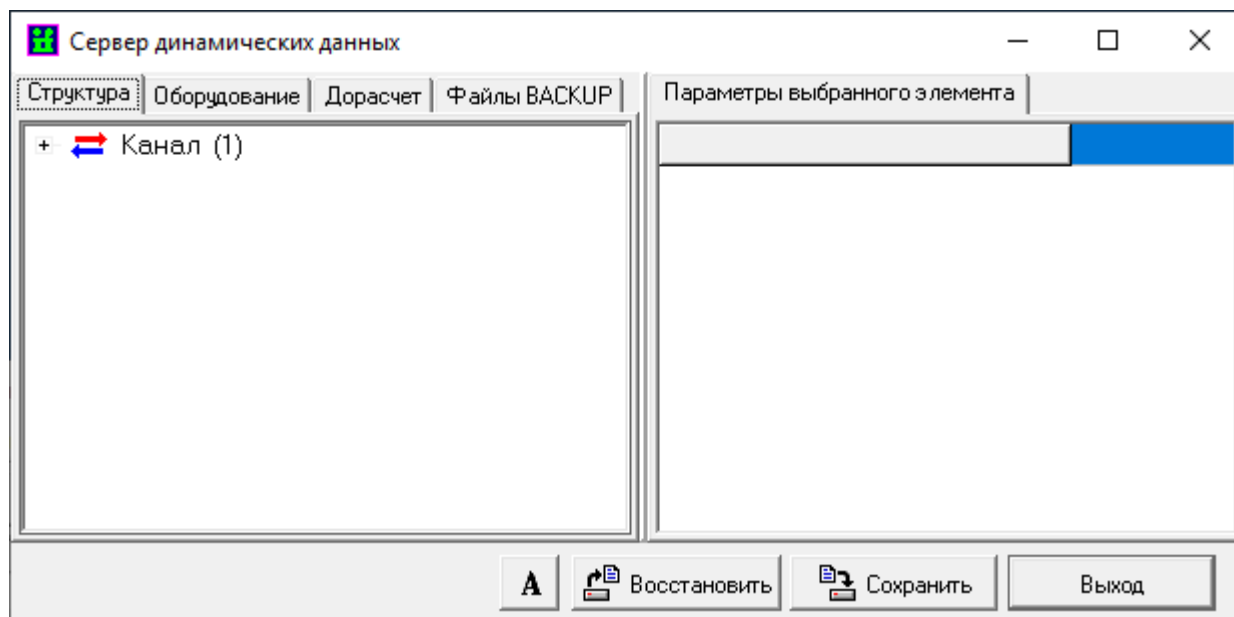 Сервер динамических данных
Структура Оборудование Дорасчет Файлы BACKUP Параметры выбранного элемента
Канал (1)
A Восстановить Сохранить Выход